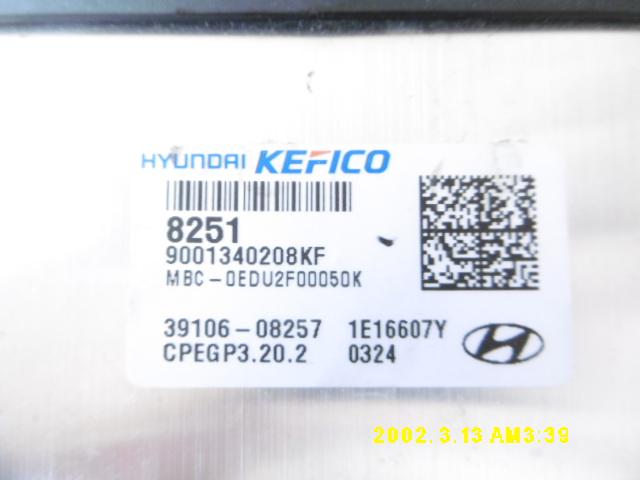 HYUNDAI KEFICO
8251
9001340208KF
MBC-0EDU2F00050K
39106-08257 1E16607Y
CPEGP3.20.2 0324
2002.3.13 AM3:39